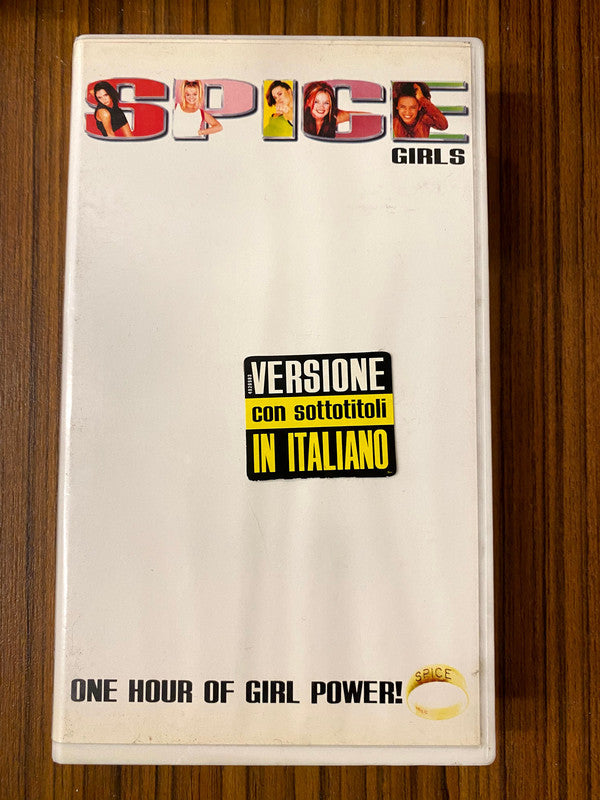 SPICE
GIRLS
VERSIONE
con sottotitoli
IN ITALIANO
ONE HOUR OF GIRL POWER!
SPICE